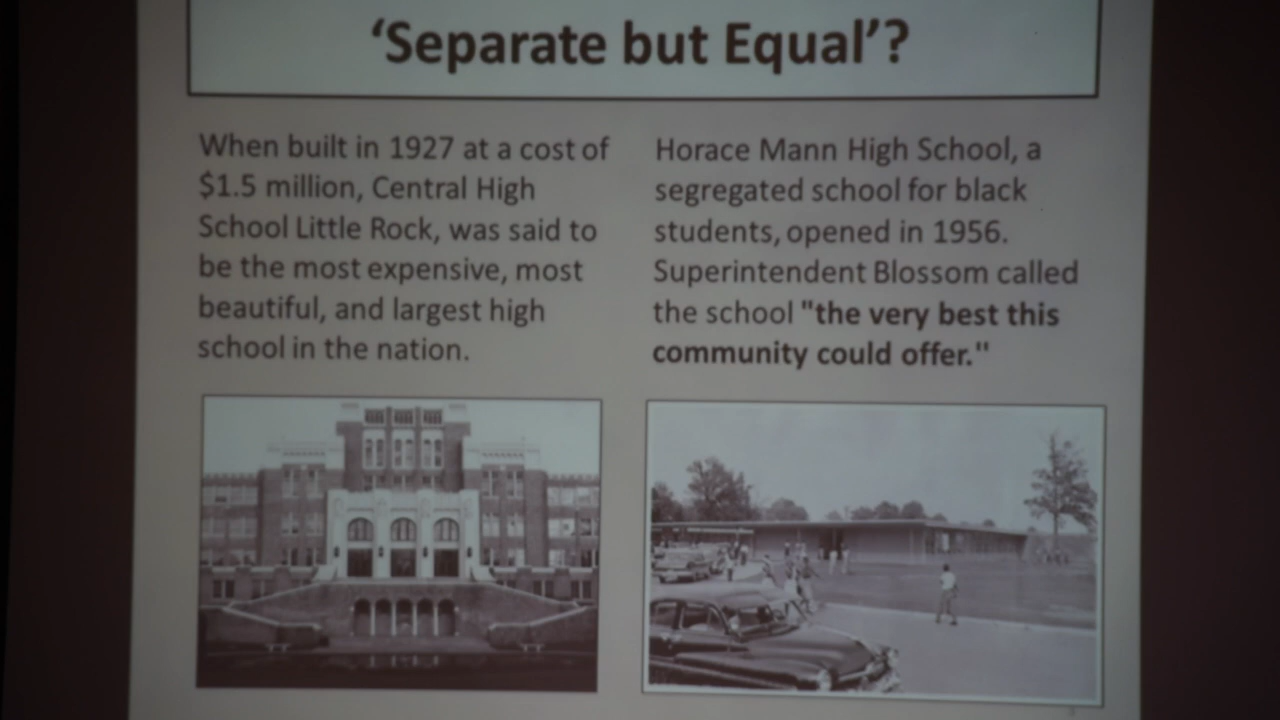 ‘Separate but Equal’?
When built in 1927 at a cost of
$1.5 million, Central High
School Little Rock, was said to
be the most expensive, most
beautiful, and largest high
school in the nation.
Horace Mann High School, a
segregated school for black
students, opened in 1956.
Superintendent Blossom called
the school "the very best this
community could offer."